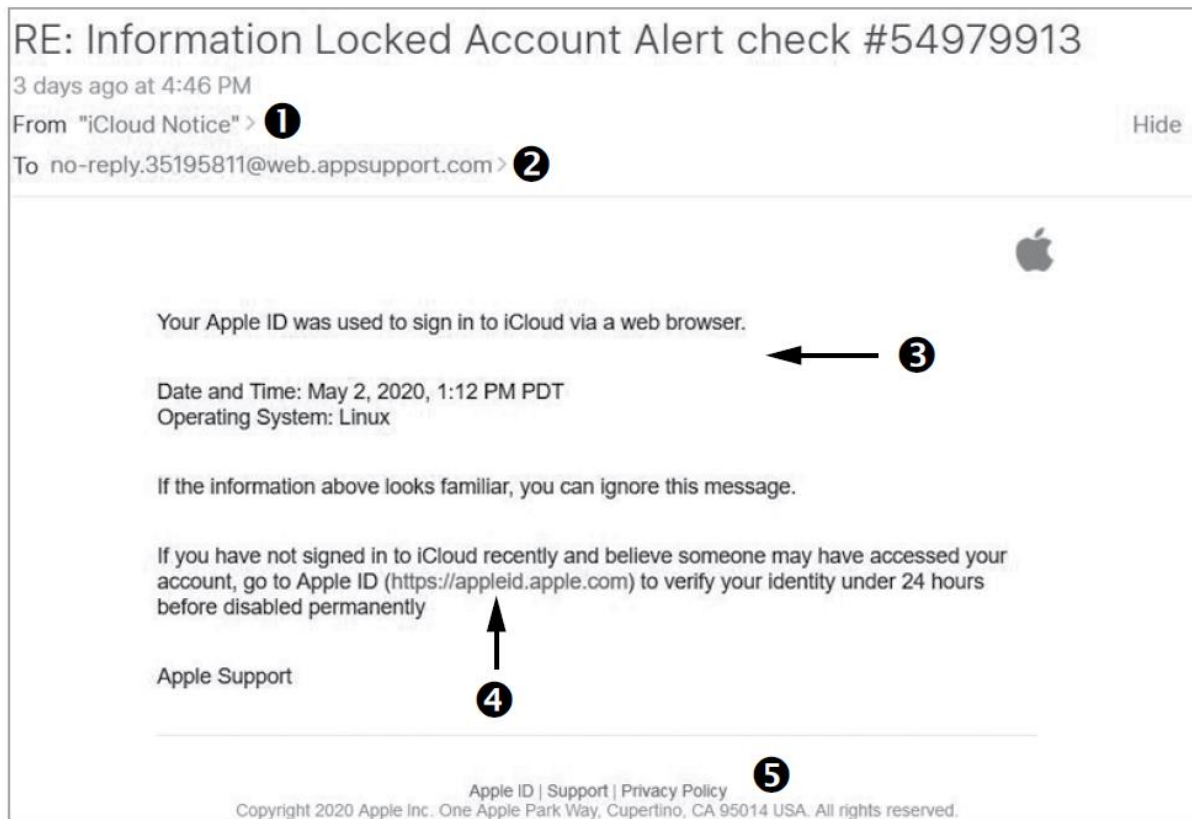 RE: Information Locked Account Alert check #54979913
3 days ago at 4:46 PM
From "iCloud Notice" > ❶ Hide
To no-reply.35195811@web.appsupport.com > ❷
Your Apple ID was used to sign in to iCloud via a web browser.
❸
Date and Time: May 2, 2020, 1:12 PM PDT
Operating System: Linux
If the information above looks familiar, you can ignore this message.
If you have not signed in to iCloud recently and believe someone may have accessed your
account, go to Apple ID (https://appleid.apple.com) to verify your identity under 24 hours
before disabled permanently
Apple Support
❹
❺
Apple ID | Support | Privacy Policy
Copyright 2020 Apple Inc. One Apple Park Way, Cupertino, CA 95014 USA. All rights reserved.